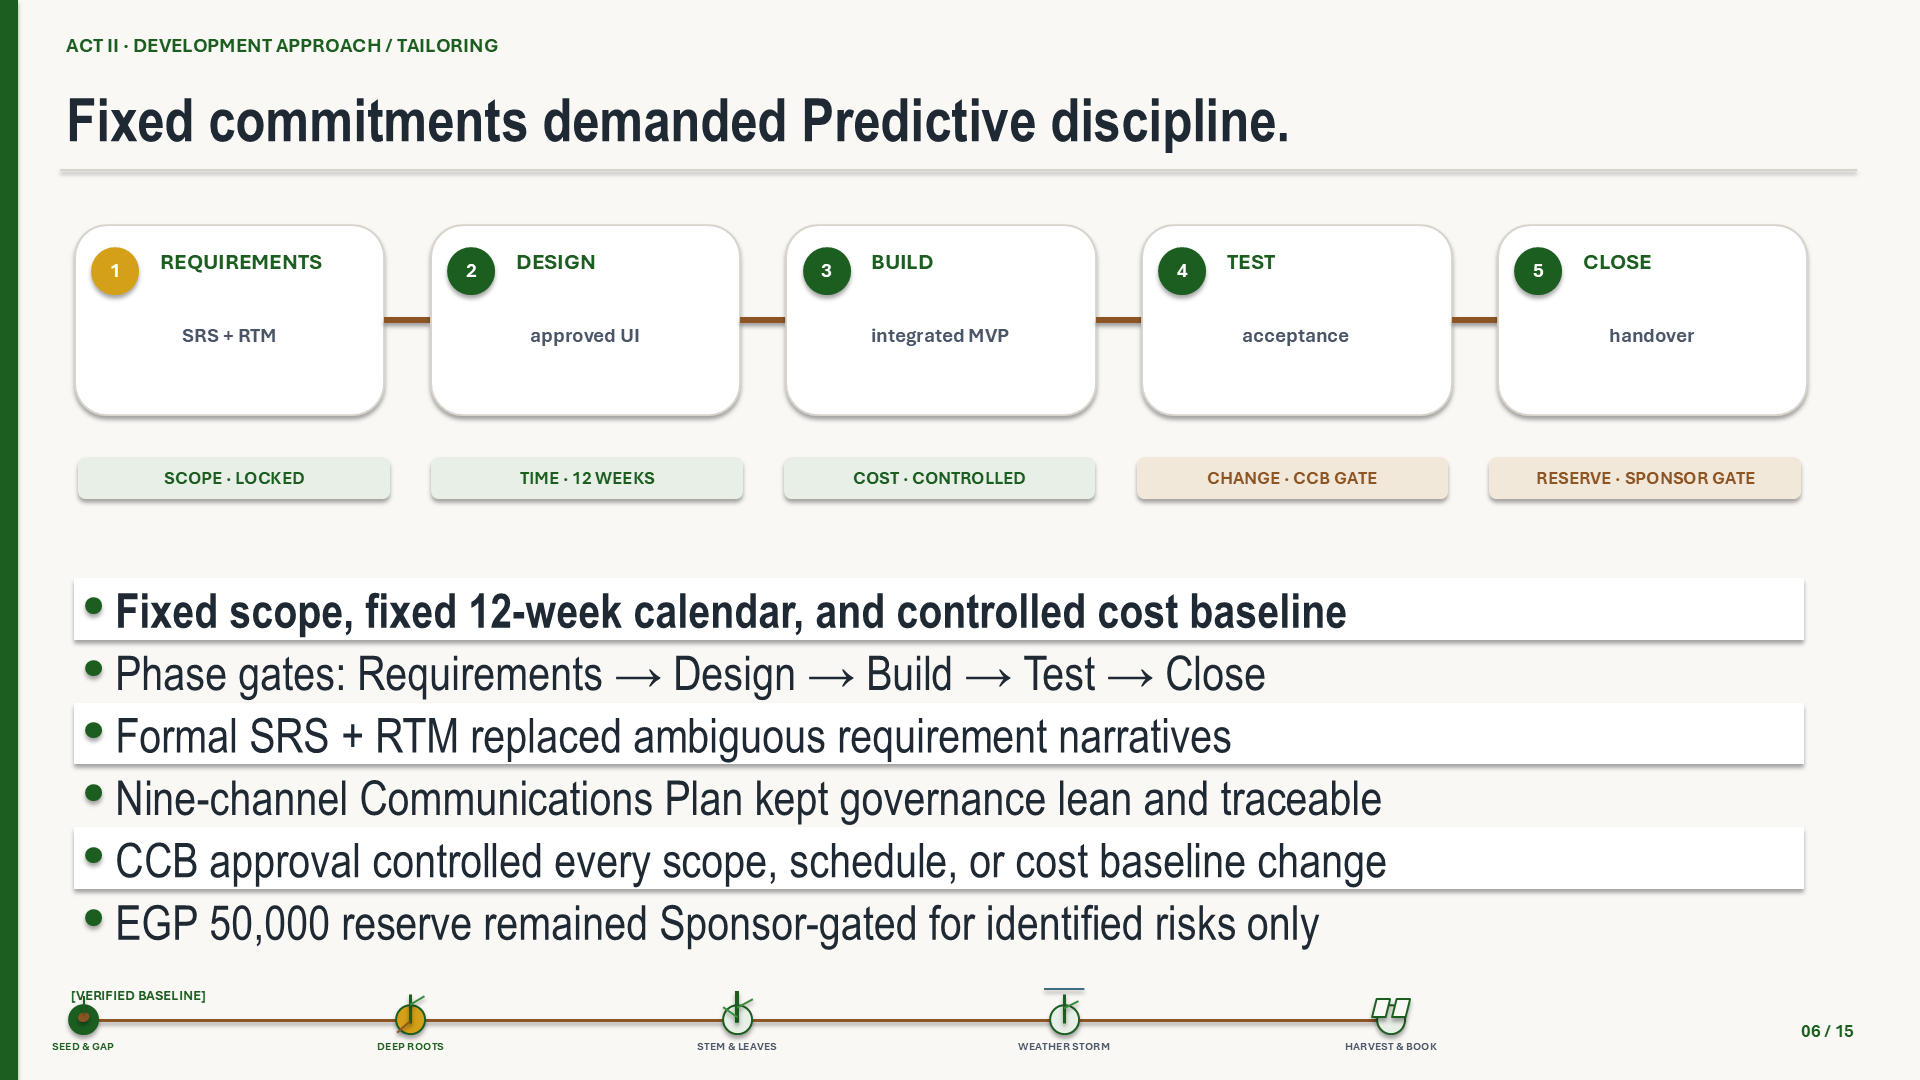 ACT II · DEVELOPMENT APPROACH / TAILORING
Fixed commitments demanded Predictive discipline.
1 REQUIREMENTS
SRS + RTM
2 DESIGN
approved UI
3 BUILD
integrated MVP
4 TEST
acceptance
5 CLOSE
handover
SCOPE · LOCKED
TIME · 12 WEEKS
COST · CONTROLLED
CHANGE · CCB GATE
RESERVE · SPONSOR GATE
• Fixed scope, fixed 12-week calendar, and controlled cost baseline
• Phase gates: Requirements → Design → Build → Test → Close
• Formal SRS + RTM replaced ambiguous requirement narratives
• Nine-channel Communications Plan kept governance lean and traceable
• CCB approval controlled every scope, schedule, or cost baseline change
• EGP 50,000 reserve remained Sponsor-gated for identified risks only
[VERIFIED BASELINE]
SEED & GAP
DEEP ROOTS
STEM & LEAVES
WEATHER STORM
HARVEST & BOOK
06 / 15